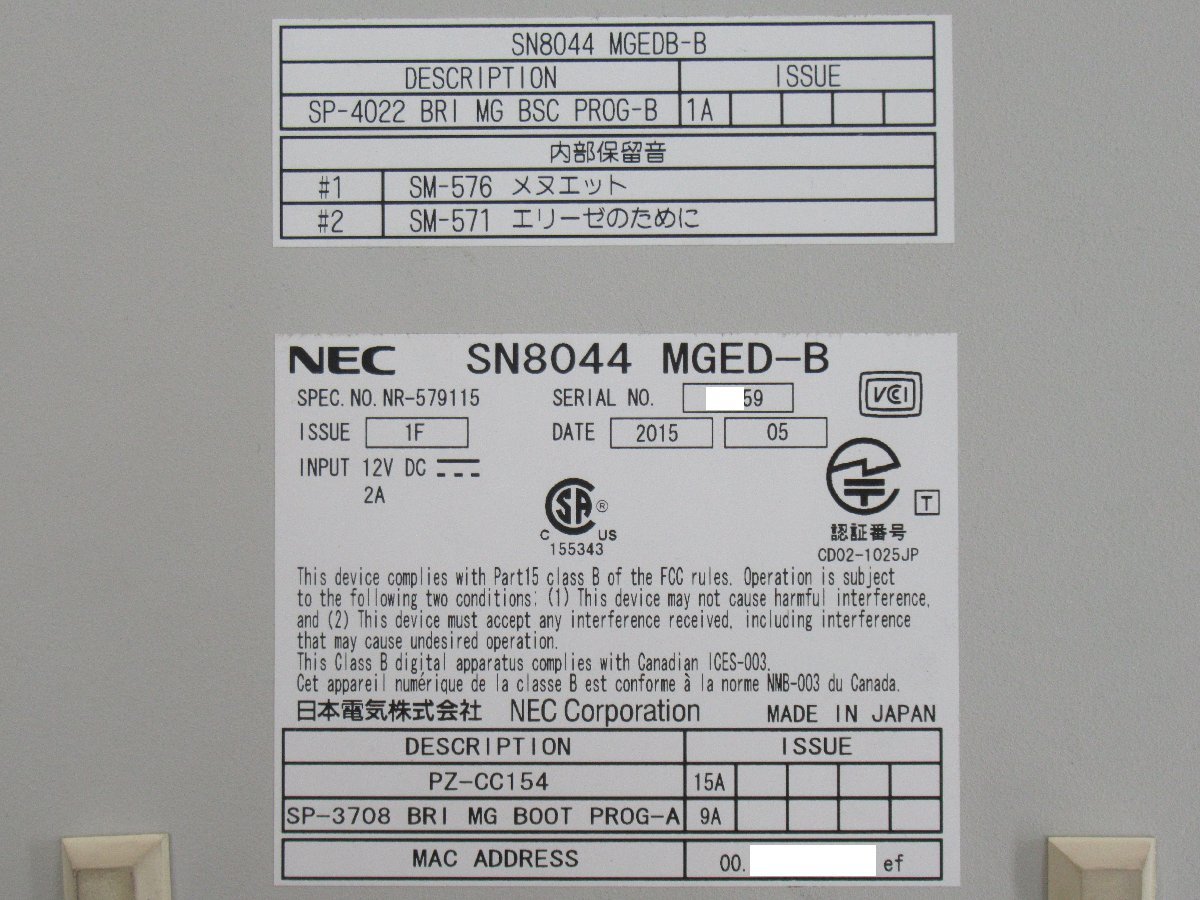 SN8044 MGEDB-B
DESCRIPTION ISSUE
SP-4022 BRI MG BSC PROG-B 1A
内部保留音
#1 SM-576 メヌエット
#2 SM-571 エリーゼのために
NEC SN8044 MGED-B
SPEC.NO.NR-579115 SERIAL NO. 59
VCCI
ISSUE 1F DATE 2015 05
INPUT 12V DC
2A
SA ®
T
C US
155343
認証番号
CD02-1025JP
This device complies with Part15 class B of the FCC rules. Operation is subject
to the following two conditions: (1) This device may not cause harmful interference,
and (2) This device must accept any interference received, including interference
that may cause undesired operation.
This Class B digital apparatus complies with Canadian ICES-003.
Cet appareil numérique de la classe B est conforme à la norme NMB-003 du Canada.
日本電気株式会社 NEC Corporation MADE IN JAPAN
DESCRIPTION ISSUE
PZ-CC154 15A
SP-3708 BRI MG BOOT PROG-A 9A
MAC ADDRESS 00. ef